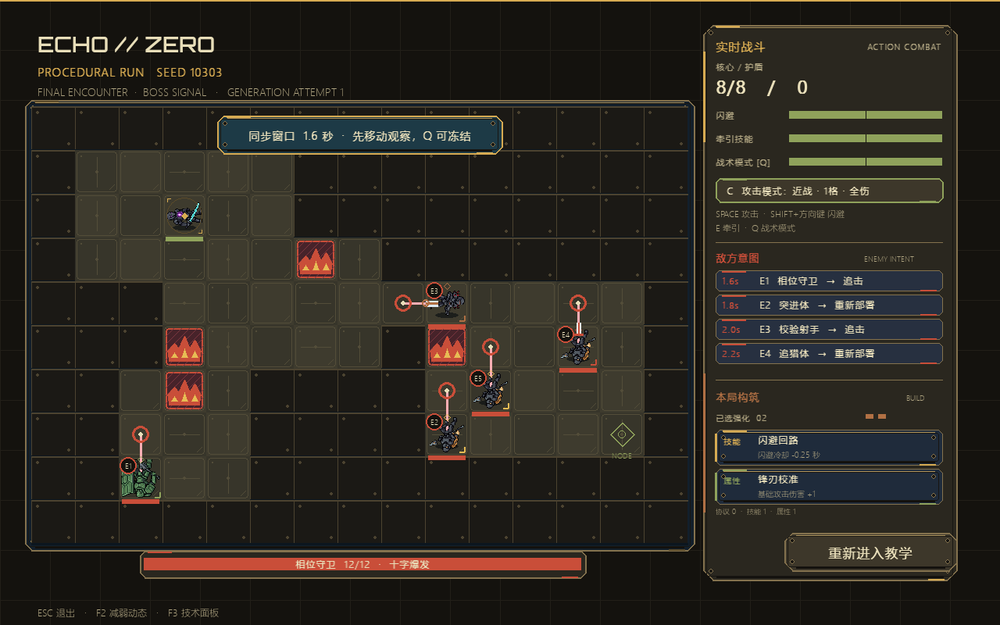 ECHO // ZERO
PROCEDURAL RUN SEED 10303
FINAL ENCOUNTER · BOSS SIGNAL · GENERATION ATTEMPT 1
同步窗口 1.6 秒 · 先移动观察，Q 可冻结
E3
E4
E5
E2
NODE
E1
相位守卫 12/12 · 十字爆发
ESC 退出 · F2 减弱动态 · F3 技术面板
实时战斗 ACTION COMBAT
核心 / 护盾
8/8 / 0
闪避
牵引技能
战术模式 [Q]
C 攻击模式: 近战 · 1格 · 全伤
SPACE 攻击 · SHIFT+方向键 闪避
E 牵引 · Q 战术模式
敌方意图 ENEMY INTENT
1.6s E1 相位守卫 → 追击
1.8s E2 突进体 → 重新部署
2.0s E3 校验射手 → 追击
2.2s E4 追猎体 → 重新部署
本局构筑 BUILD
已选强化 02
技能 闪避回路
闪避冷却 -0.25 秒
属性 锋刃校准
基础攻击伤害 +1
协议 0 · 技能 1 · 属性 1
重新进入教学